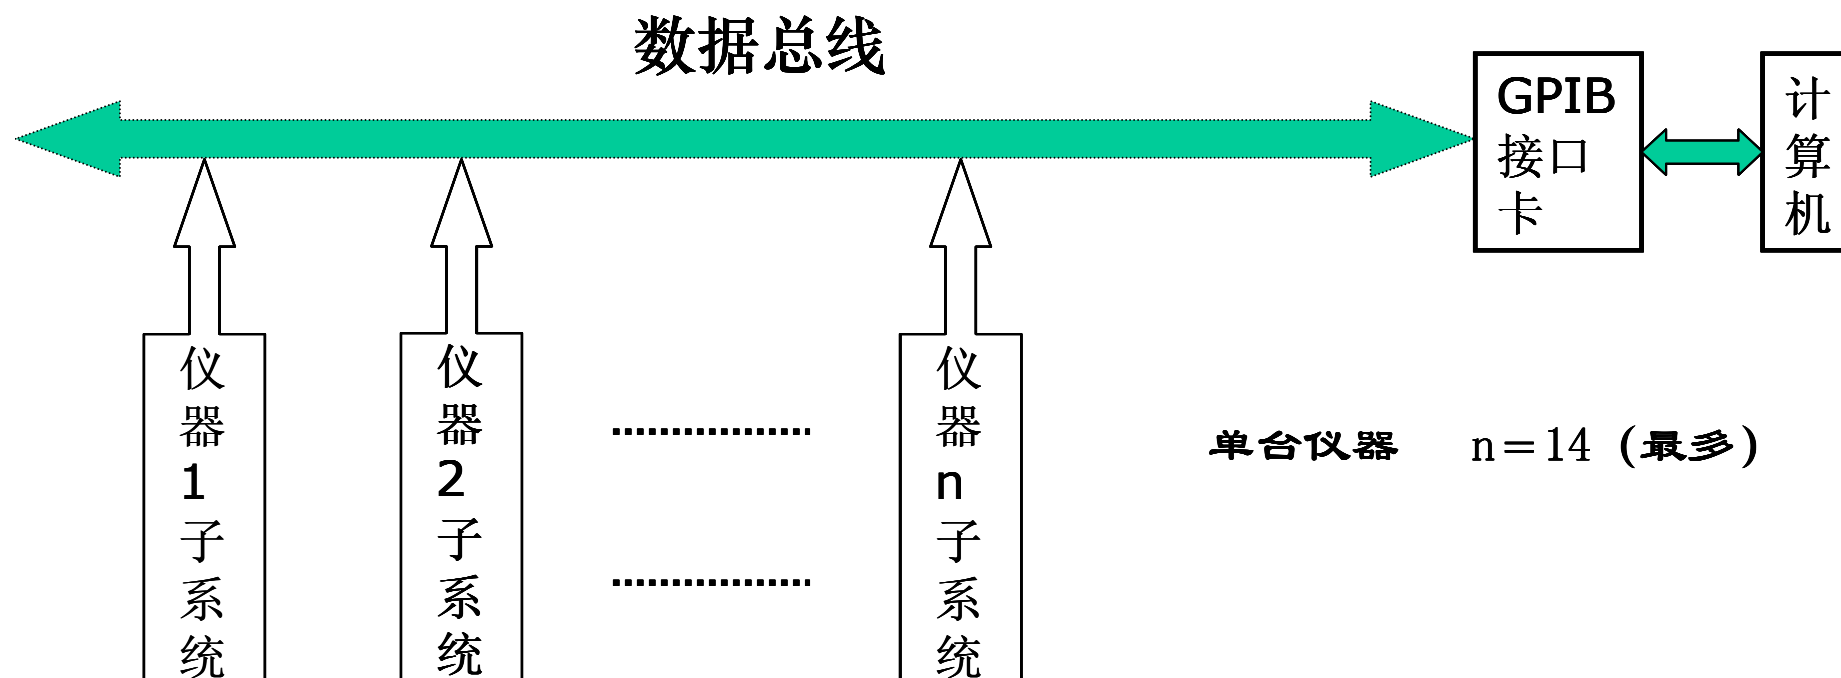 数据总线
GPIB
接口
卡
计
算
机
仪
器
1
子
系
统
仪
器
2
子
系
统
仪
器
n
子
系
统
单台仪器 n=14 (最多)